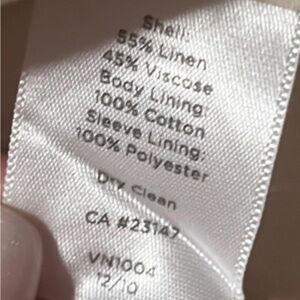 Shell:
55% Linen
45% Viscose
Body Lining:
100% Cotton
Sleeve Lining:
100% Polyester
Dry Clean
CA #23147
VN1004
12/10